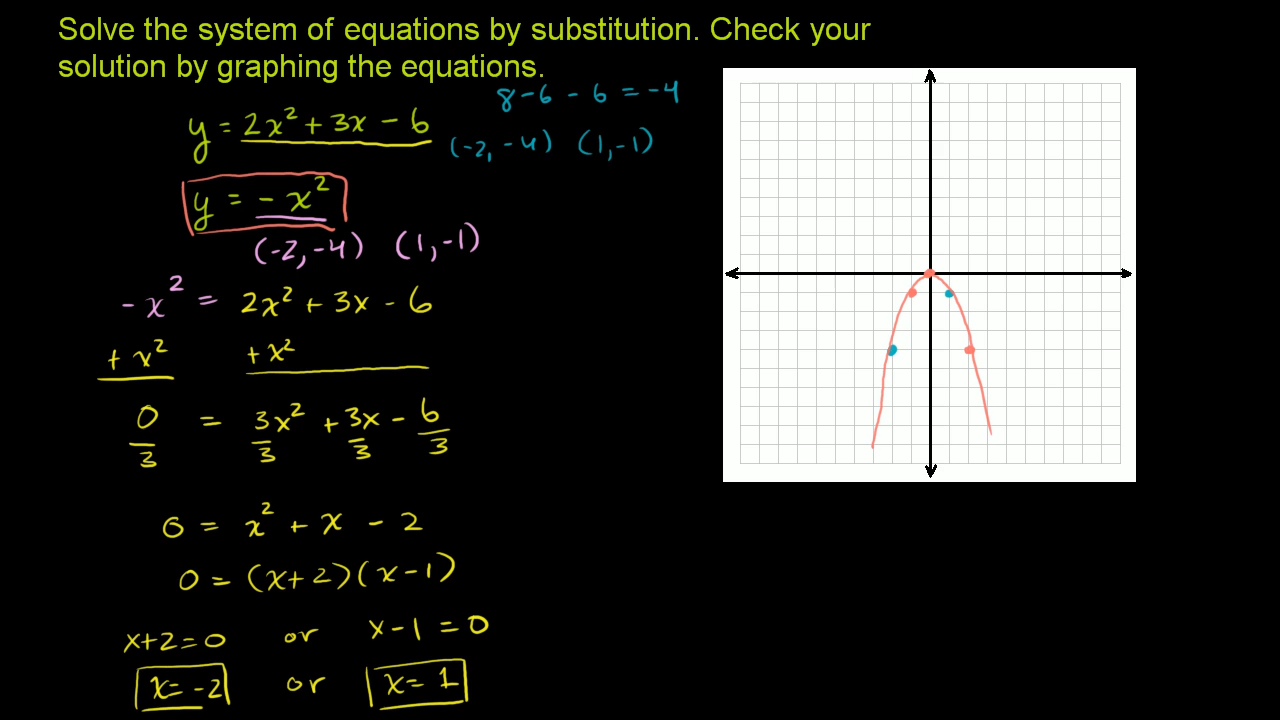 Solve the system of equations by substitution. Check your
solution by graphing the equations.
8 - 6 - 6 = -4
y = 2x² + 3x - 6
(-2, -4) (1, -1)
y = - x²
(-2, -4) (1, -1)
-x² = 2x² + 3x - 6
+ x² + x²
0/3 = 3x²/3 + 3x/3 - 6/3
0 = x² + x - 2
0 = (x+2)(x-1)
x+2=0 or x-1=0
x=-2 or x=1